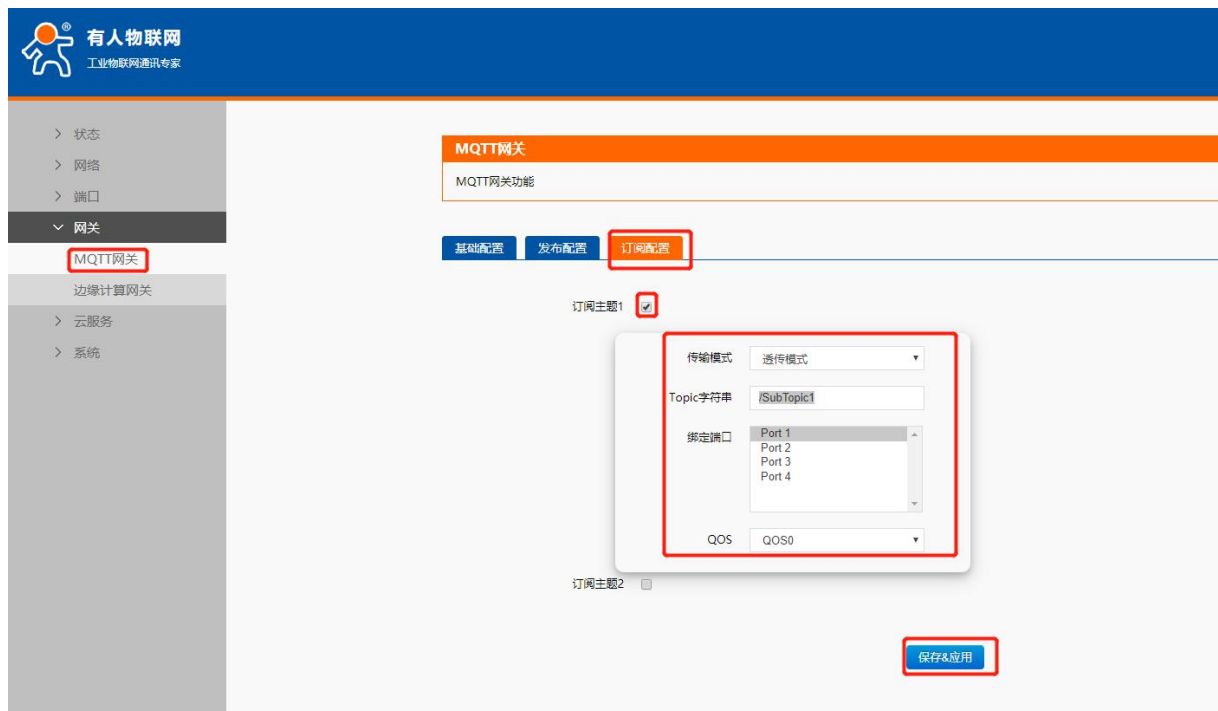 有人物联网
工业物联网通讯专家
状态
网络
端口
网关
MQTT网关
边缘计算网关
云服务
系统
MQTT网关
MQTT网关功能
基础配置 发布配置 订阅配置
订阅主题1
传输模式 透传模式
Topic字符串 /SubTopic1
绑定端口 Port 1
Port 2
Port 3
Port 4
QOS QOS0
订阅主题2
保存&应用